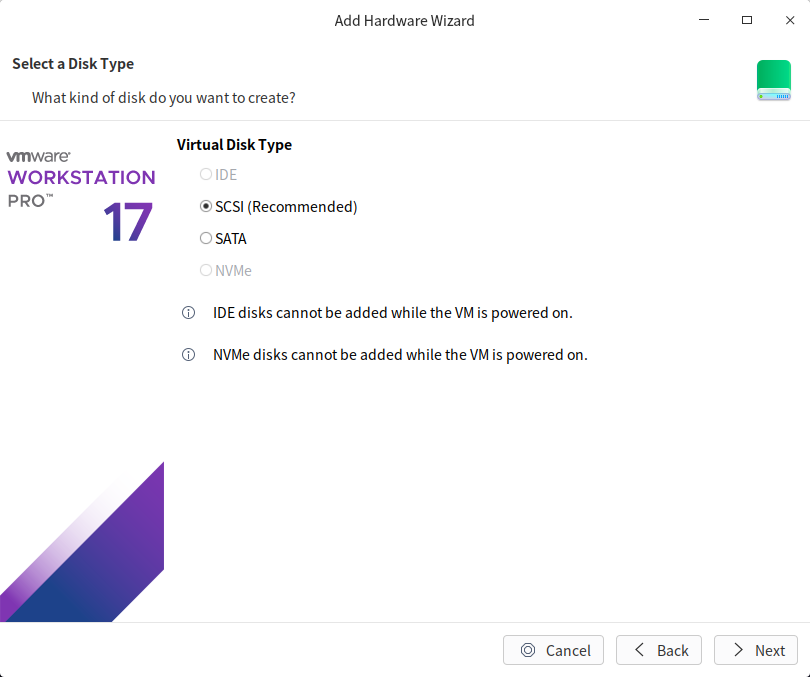 Add Hardware Wizard
Select a Disk Type
What kind of disk do you want to create?
vmware®
WORKSTATION
PRO™
17
Virtual Disk Type
IDE
SCSI (Recommended)
SATA
NVMe
IDE disks cannot be added while the VM is powered on.
NVMe disks cannot be added while the VM is powered on.
Cancel
Back
Next